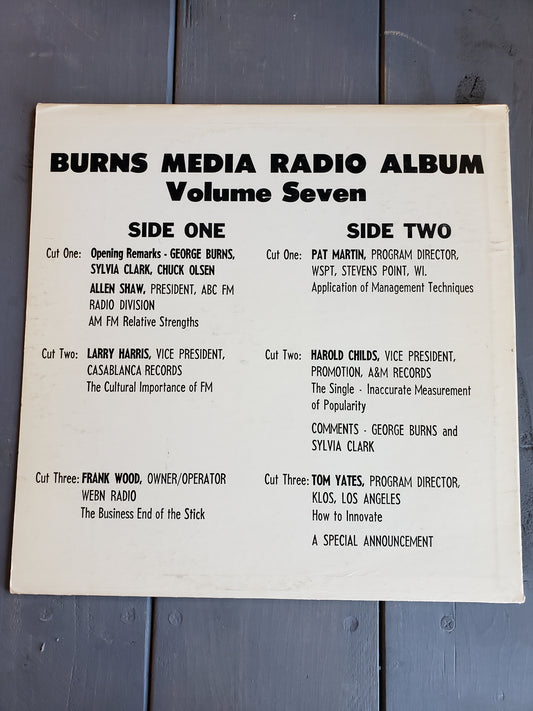 BURNS MEDIA RADIO ALBUM
Volume Seven
SIDE ONE
Cut One: Opening Remarks - GEORGE BURNS,
SYLVIA CLARK, CHUCK OLSEN
ALLEN SHAW, PRESIDENT, ABC FM
RADIO DIVISION
AM FM Relative Strengths
Cut Two: LARRY HARRIS, VICE PRESIDENT,
CASABLANCA RECORDS
The Cultural Importance of FM
Cut Three: FRANK WOOD, OWNER/OPERATOR
WEBN RADIO
The Business End of the Stick
SIDE TWO
Cut One: PAT MARTIN, PROGRAM DIRECTOR,
WSPT, STEVENS POINT, WI.
Application of Management Techniques
Cut Two: HAROLD CHILDS, VICE PRESIDENT,
PROMOTION, A&M RECORDS
The Single - Inaccurate Measurement
of Popularity
COMMENTS - GEORGE BURNS and
SYLVIA CLARK
Cut Three: TOM YATES, PROGRAM DIRECTOR,
KLOS, LOS ANGELES
How to Innovate
A SPECIAL ANNOUNCEMENT